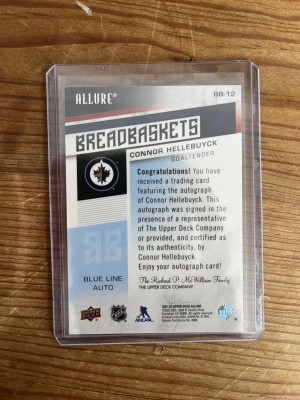 ALLURE®
BB-12
BREADBASKETS
CONNOR HELLEBUYCK
GOALTENDER
Congratulations! You have
received a trading card
featuring the autograph
of Connor Hellebuyck. This
autograph was signed in the
presence of a representative
of The Upper Deck Company
or provided, and certified as
to its authenticity, by
Connor Hellebuyck.
Enjoy your autograph card!
BB
BLUE LINE
AUTO
The Richard P. McWilliam Family
THE UPPER DECK COMPANY
NHL
NHLPA